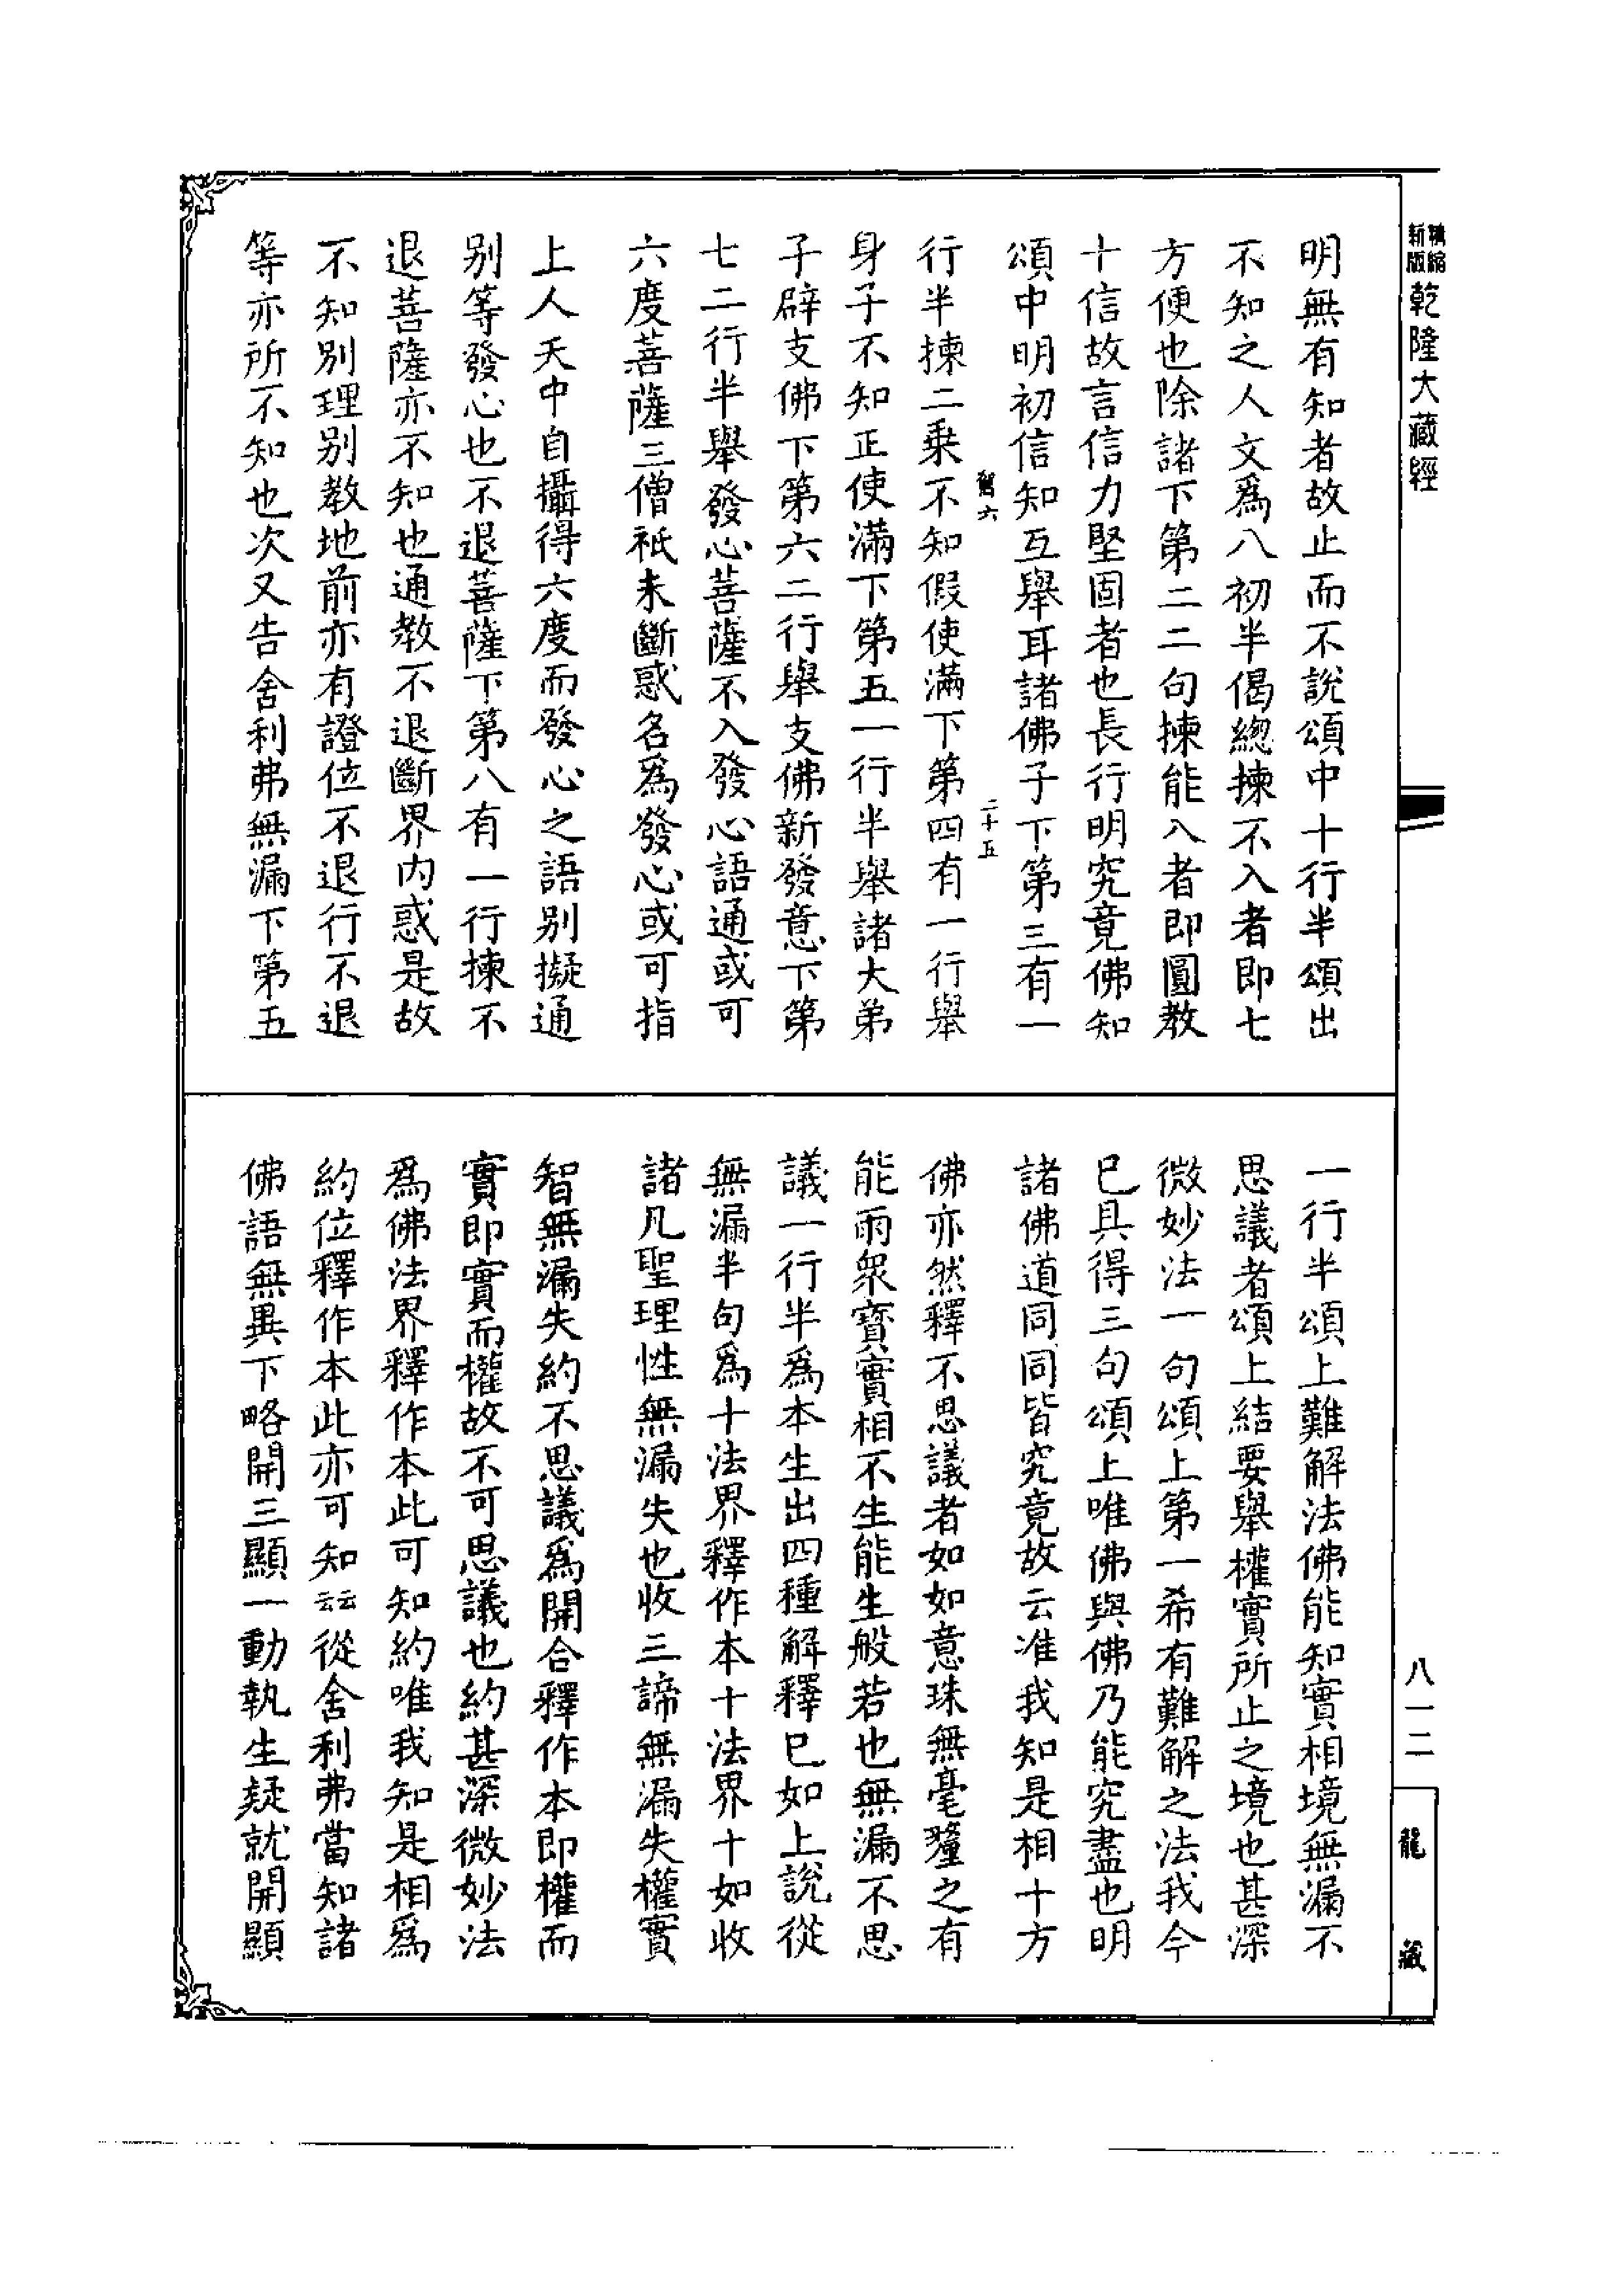 精縮新版乾隆大藏經
明無有知者故止而不說頌中十行半頌出
不知之人文爲八初半偈總揀不入者即七
方便也除諸下第二二句揀能入者即圓教
十信故言信力堅固者也長行明究竟佛知
頌中明初信知互舉耳諸佛子下第三有一
行半揀二乗不知假使滿下第四有一行舉
身子不知正使滿下第五一行半舉諸大弟
子辟支佛下第六二行舉支佛新發意下第
七二行半舉發心菩薩不入發心語通或可
六度菩薩三僧祇未斷惑名爲發心或可指
上人天中自攝得六度而發心之語別擬通
别等發心也不退菩薩下第八有一行揀不
退菩薩亦不知也通教不退斷界内惑是故
不知别理别教地前亦有證位不退行不退
等亦所不知也次又告舍利弗無漏下第五
二十五
一行半頌上難解法佛能知實相境無漏不
思議者頌上結要舉權實所止之境也甚深
微妙法一句頌上第一希有難解之法我今
已具得三句頌上唯佛與佛乃能究盡也明
諸佛道同同皆究竟故云准我知是相十方
佛亦然釋不思議者如如意珠無毫釐之有
能雨衆寳實相不生能生般若也無漏不思
議一行半爲本生出四種解釋已如上說從
無漏半句爲十法界釋作本十法界十如收
諸凡聖理性無漏失也收三諦無漏失權實
智無漏失約不思議爲開合釋作本即權而
實即實而權故不可思議也約甚深微妙法
爲佛法界釋作本此可知約唯我知是相爲
約位釋作本此亦可知云云從舍利弗當知諸
佛語無異下略開三顯一動執生疑就開顯
八一二
龍藏